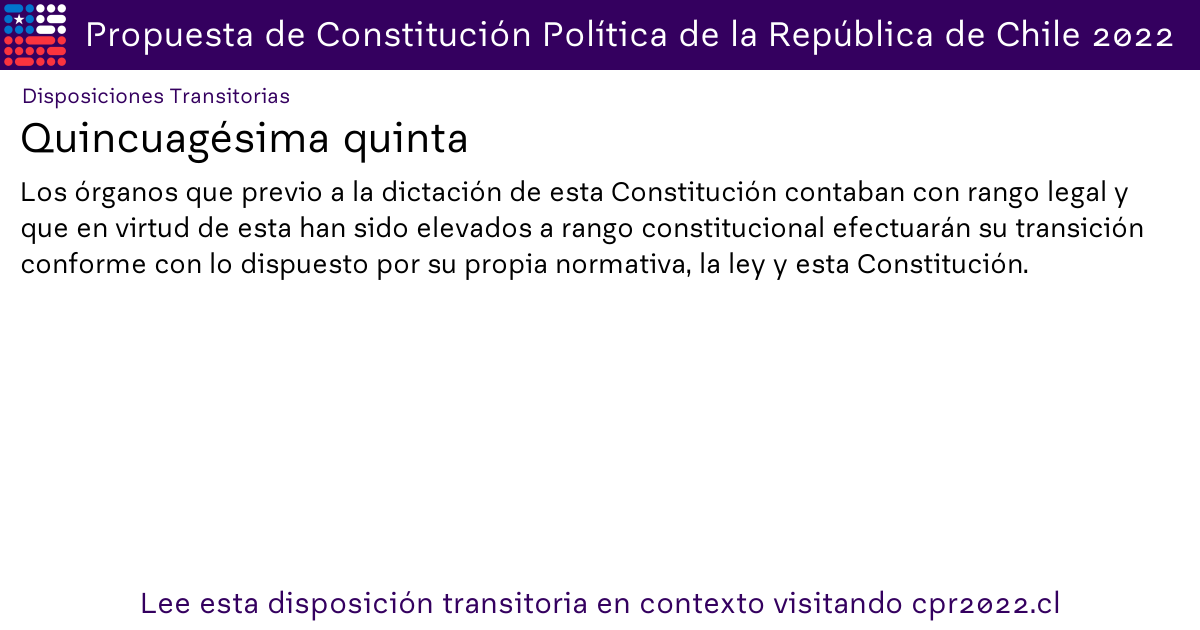 Propuesta de Constitución Política de la República de Chile 2022
Disposiciones Transitorias
Quincuagésima quinta
Los órganos que previo a la dictación de esta Constitución contaban con rango legal y
que en virtud de esta han sido elevados a rango constitucional efectuarán su transición
conforme con lo dispuesto por su propia normativa, la ley y esta Constitución.
Lee esta disposición transitoria en contexto visitando cpr2022.cl